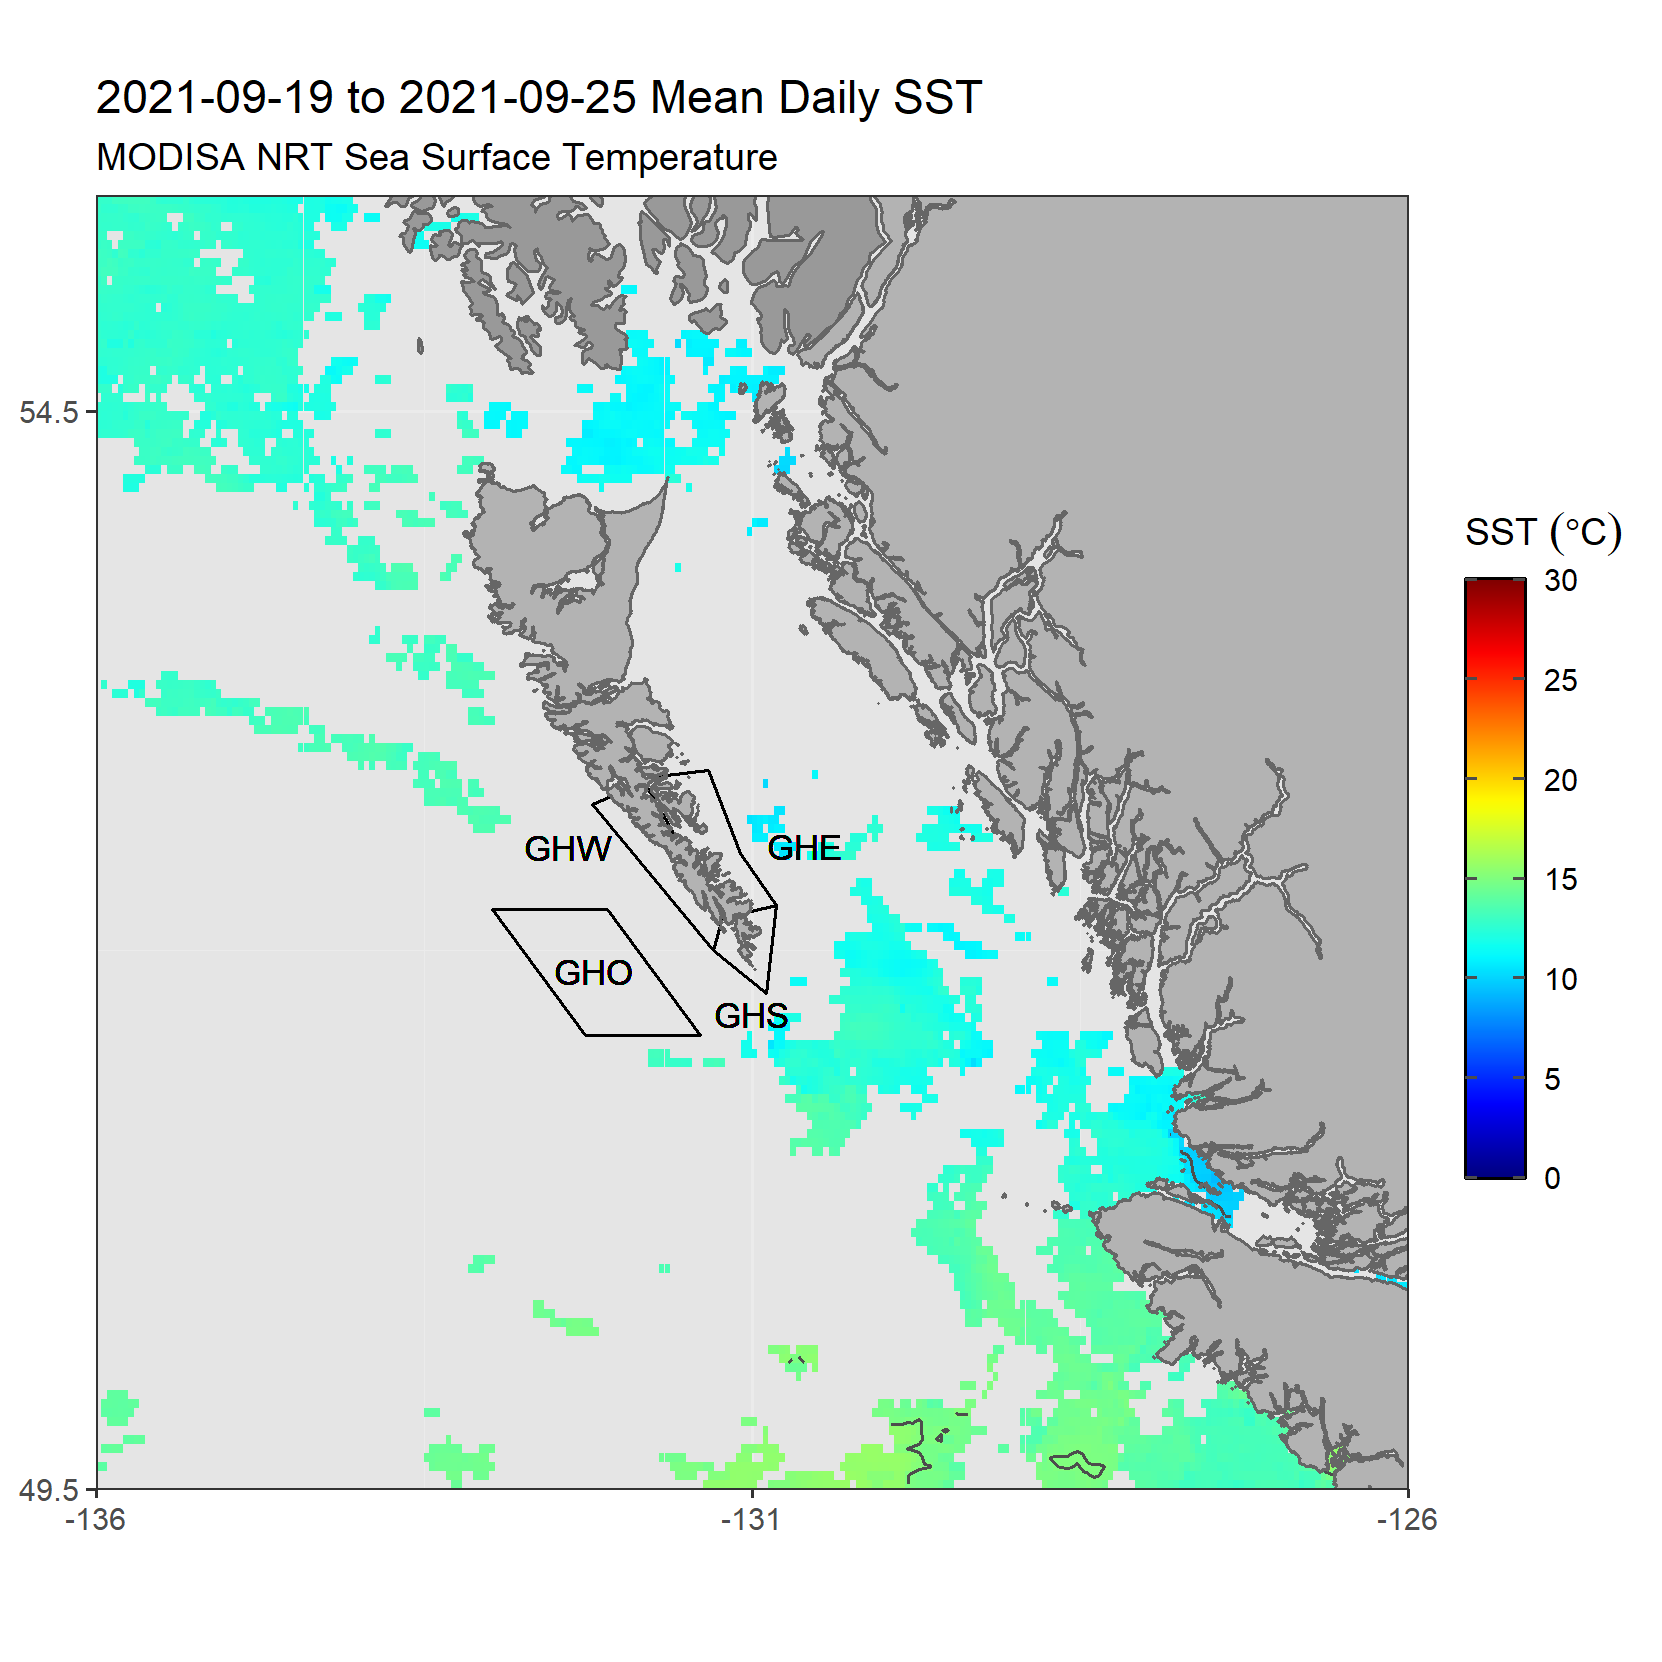 2021-09-19 to 2021-09-25 Mean Daily SST
MODISA NRT Sea Surface Temperature
54.5
49.5
-136
-131
-126
GHW
GHE
GHO
GHS
SST (°C)
30
25
20
15
10
5
0